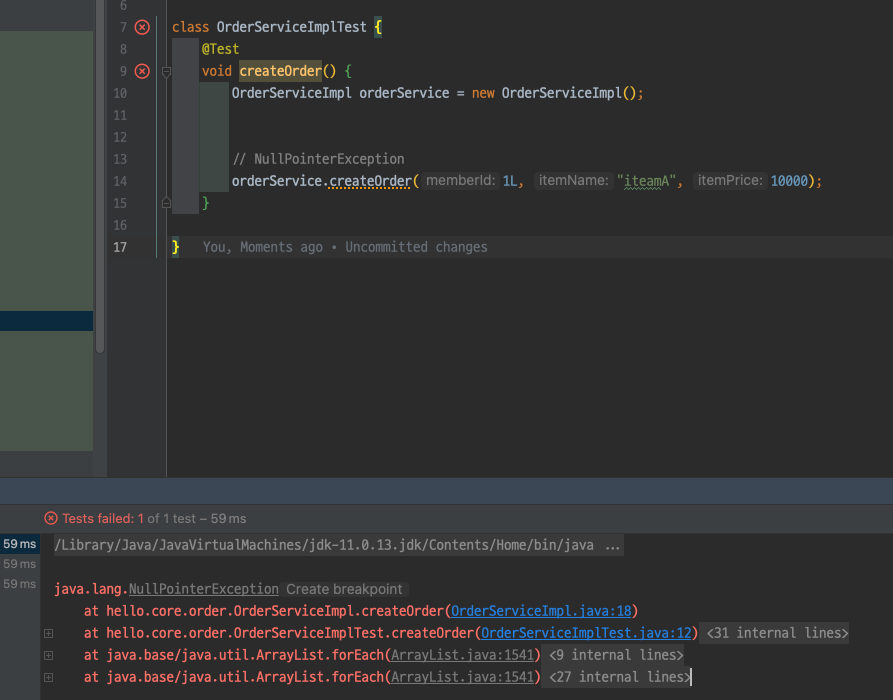 6
7 class OrderServiceImplTest {
8 @Test
9 void createOrder() {
10 OrderServiceImpl orderService = new OrderServiceImpl();
11
12
13 // NullPointerException
14 orderService.createOrder( memberId: 1L, itemName: "iteamA", itemPrice: 10000);
15 }
16
17 } You, Moments ago • Uncommitted changes
Tests failed: 1 of 1 test – 59 ms
59 ms /Library/Java/JavaVirtualMachines/jdk-11.0.13.jdk/Contents/Home/bin/java ...
59 ms
59 ms java.lang.NullPointerException Create breakpoint
at hello.core.order.OrderServiceImpl.createOrder(OrderServiceImpl.java:18)
at hello.core.order.OrderServiceImplTest.createOrder(OrderServiceImplTest.java:12) <31 internal lines>
at java.base/java.util.ArrayList.forEach(ArrayList.java:1541) <9 internal lines>
at java.base/java.util.ArrayList.forEach(ArrayList.java:1541) <27 internal lines>